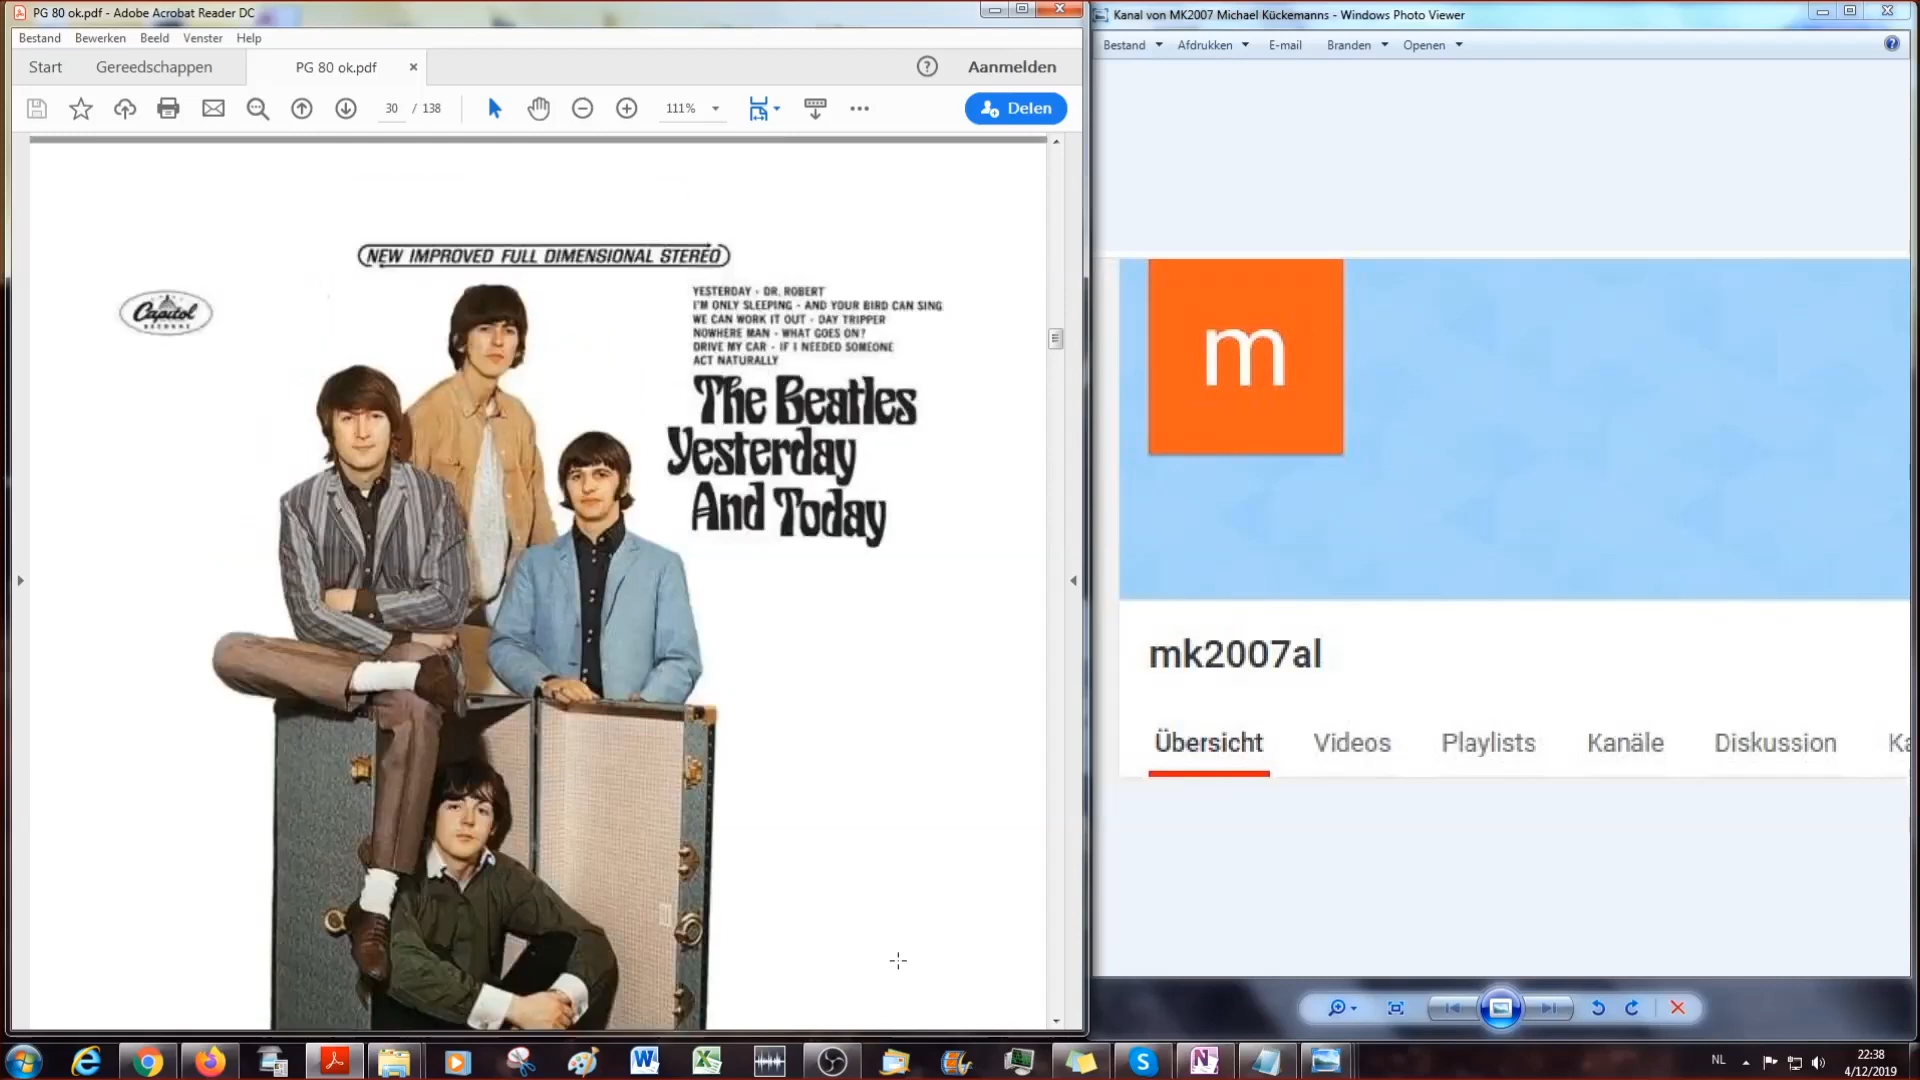 PG 80 ok.pdf - Adobe Acrobat Reader DC
Bestand Bewerken Beeld Venster Help
Start Gereedschappen PG 80 ok.pdf Aanmelden
30 / 138 111% Delen
NEW IMPROVED FULL DIMENSIONAL STEREO
Capitol
RECORDS
YESTERDAY - DR. ROBERT
I'M ONLY SLEEPING - AND YOUR BIRD CAN SING
WE CAN WORK IT OUT - DAY TRIPPER
NOWHERE MAN - WHAT GOES ON?
DRIVE MY CAR - IF I NEEDED SOMEONE
ACT NATURALLY
The Beatles
Yesterday
And Today
Kanal von MK2007 Michael Kückemanns - Windows Photo Viewer
Bestand Afdrukken E-mail Branden Openen
m
mk2007al
Übersicht Videos Playlists Kanäle Diskussion Ka
NL 22:38
4/12/2019